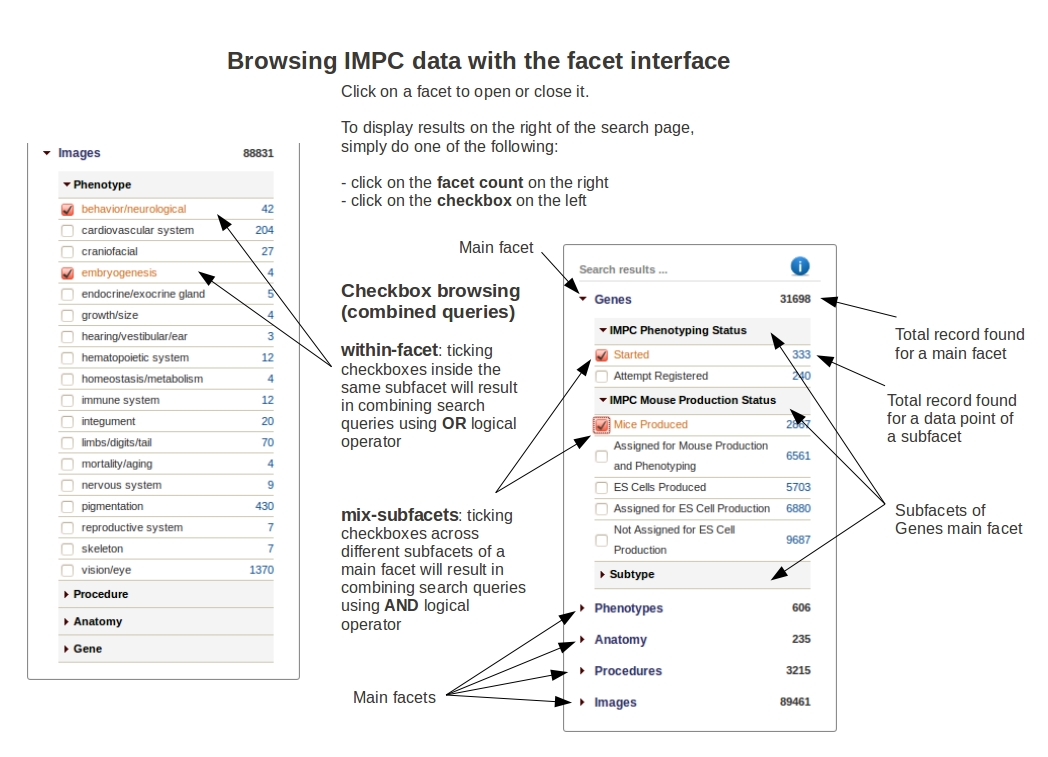 Browsing IMPC data with the facet interface
Click on a facet to open or close it.
To display results on the right of the search page,
simply do one of the following:
- click on the facet count on the right
- click on the checkbox on the left
Images 88831
Phenotype
behavior/neurological 42
cardiovascular system 204
craniofacial 27
embryogenesis 4
endocrine/exocrine gland 5
growth/size 4
hearing/vestibular/ear 3
hematopoietic system 12
homeostasis/metabolism 4
immune system 12
integument 20
limbs/digits/tail 70
mortality/aging 4
nervous system 9
pigmentation 430
reproductive system 7
skeleton 7
vision/eye 1370
Procedure
Anatomy
Gene
Checkbox browsing
(combined queries)
within-facet: ticking
checkboxes inside the
same subfacet will result
in combining search
queries using OR logical
operator
mix-subfacets: ticking
checkboxes across
different subfacets of a
main facet will result in
combining search queries
using AND logical
operator
Main facets
Main facet
Search results ...
i
Genes 31698
IMPC Phenotyping Status
Started 333
Attempt Registered 240
IMPC Mouse Production Status
Mice Produced 2867
Assigned for Mouse Production
and Phenotyping 6561
ES Cells Produced 5703
Assigned for ES Cell Production 6880
Not Assigned for ES Cell
Production 9687
Subtype
Phenotypes 606
Anatomy 235
Procedures 3215
Images 89461
Total record found
for a main facet
Total record found
for a data point of
a subfacet
Subfacets of
Genes main facet